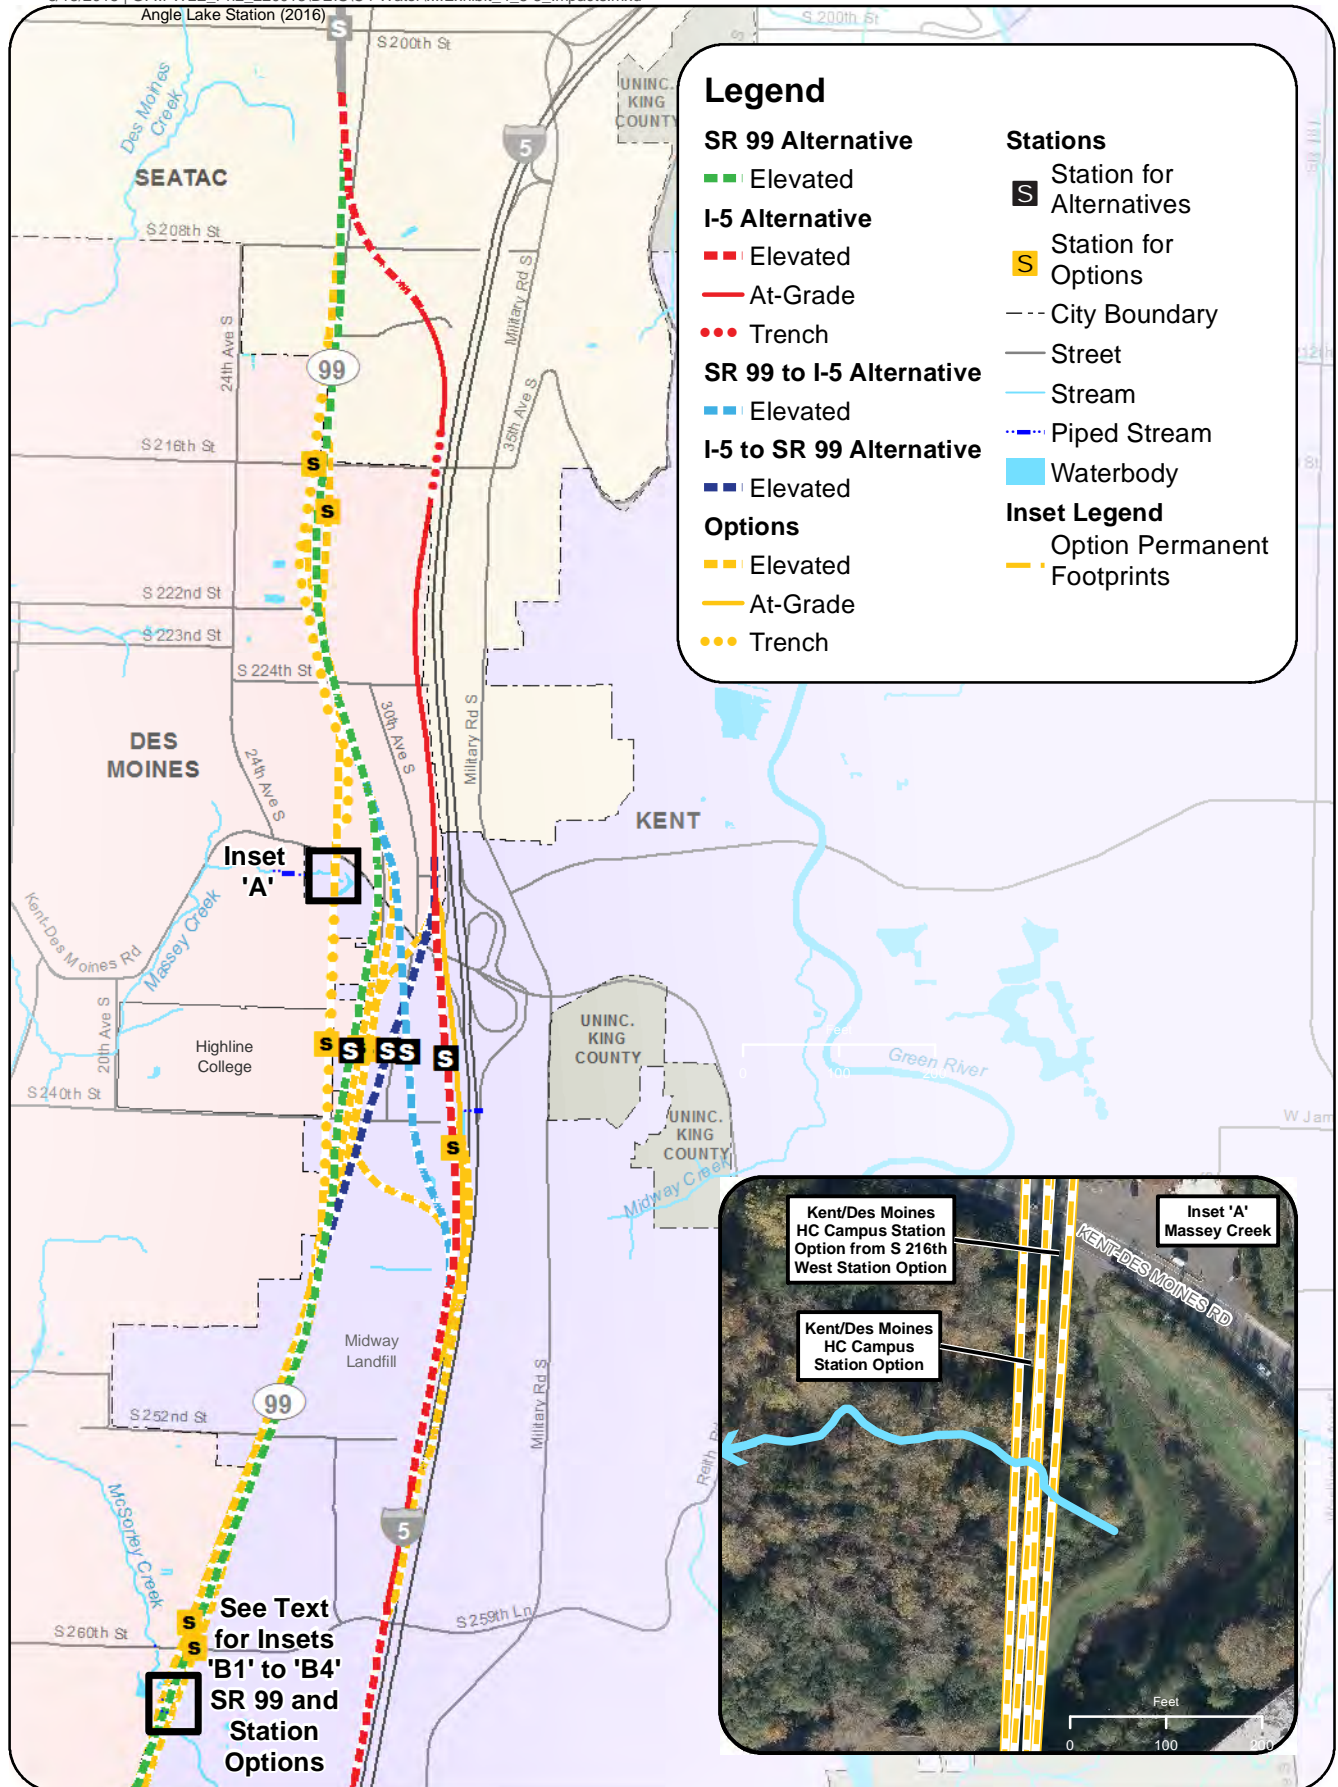 Angle Lake Station (2016)
S
S 200th St
S 200th St
Des Moines
Creek
UNINC.
KING
COUNTY
5
SEATAC
S 208th St
Military Rd S
24th Ave S
99
35th Ave S
S 216th St
S
S
S 222nd St
S 223rd St
S 224th St
30th Ave S
Military Rd S
DES
MOINES
24th Ave S
KENT
Inset
'A'
Kent-Des Moines Rd
Massey Creek
20th Ave S
Highline
College
S
S
S
S
S
S
UNINC.
KING
COUNTY
Feet
0
100
200
Green River
S 240th St
UNINC.
KING
COUNTY
W Jam
S
Midway Creek
Midway
Landfill
99
S 252nd St
Military Rd S
McSorley Creek
5
S 259th Ln
S 260th St
S
S
See Text
for Insets
'B1' to 'B4'
SR 99 and
Station
Options
Legend
SR 99 Alternative
Elevated
I-5 Alternative
Elevated
At-Grade
Trench
SR 99 to I-5 Alternative
Elevated
I-5 to SR 99 Alternative
Elevated
Options
Elevated
At-Grade
Trench
Stations
S Station for
Alternatives
S Station for
Options
City Boundary
Street
Stream
Piped Stream
Waterbody
Inset Legend
Option Permanent
Footprints
Kent/Des Moines
HC Campus Station
Option from S 216th
West Station Option
Inset 'A'
Massey Creek
KENT-DES MOINES RD
Kent/Des Moines
HC Campus
Station Option
Feet
0
100
200